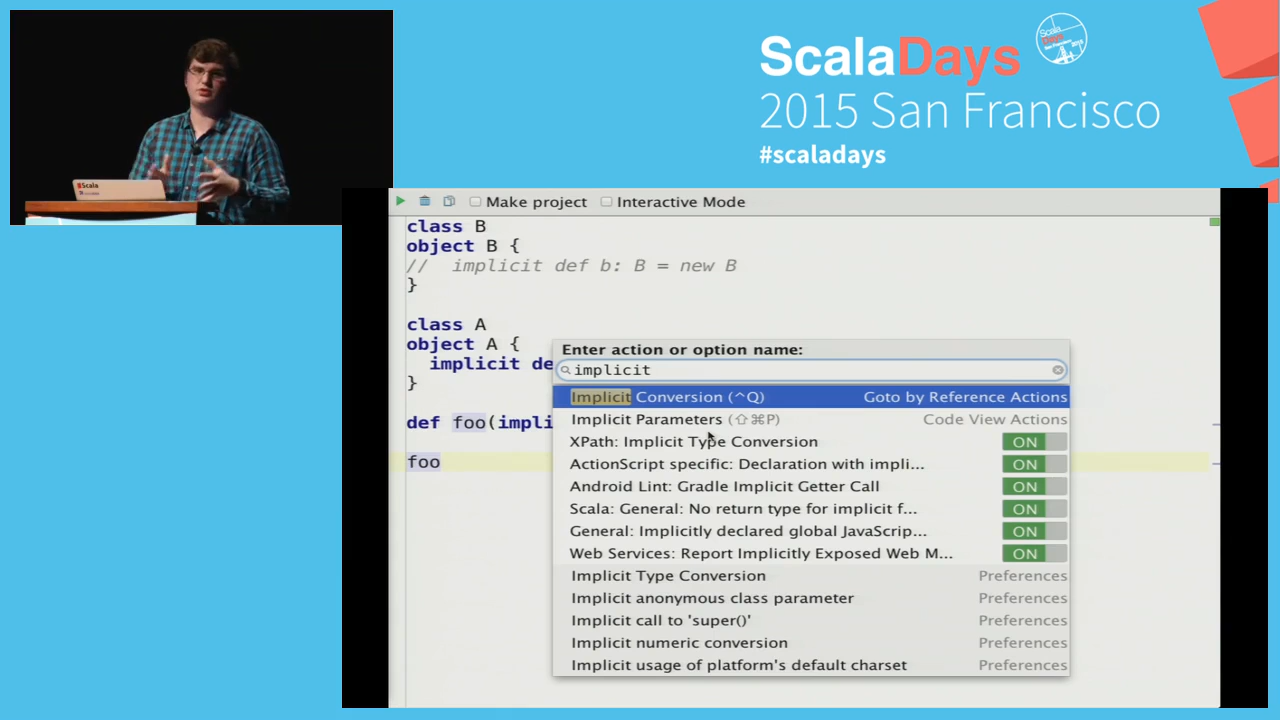 ScalaDays
2015 San Francisco
#scaladays
Scala
Make project
Interactive Mode
class B
object B {
//  implicit def b: B = new B
}
class A
object A {
implicit de
}
def foo(impli
foo
Enter action or option name:
implicit
Implicit Conversion (^Q) Goto by Reference Actions
Implicit Parameters (⇧⌘P) Code View Actions
XPath: Implicit Type Conversion ON
ActionScript specific: Declaration with impli... ON
Android Lint: Gradle Implicit Getter Call ON
Scala: General: No return type for implicit f... ON
General: Implicitly declared global JavaScrip... ON
Web Services: Report Implicitly Exposed Web M... ON
Implicit Type Conversion Preferences
Implicit anonymous class parameter Preferences
Implicit call to 'super()' Preferences
Implicit numeric conversion Preferences
Implicit usage of platform's default charset Preferences